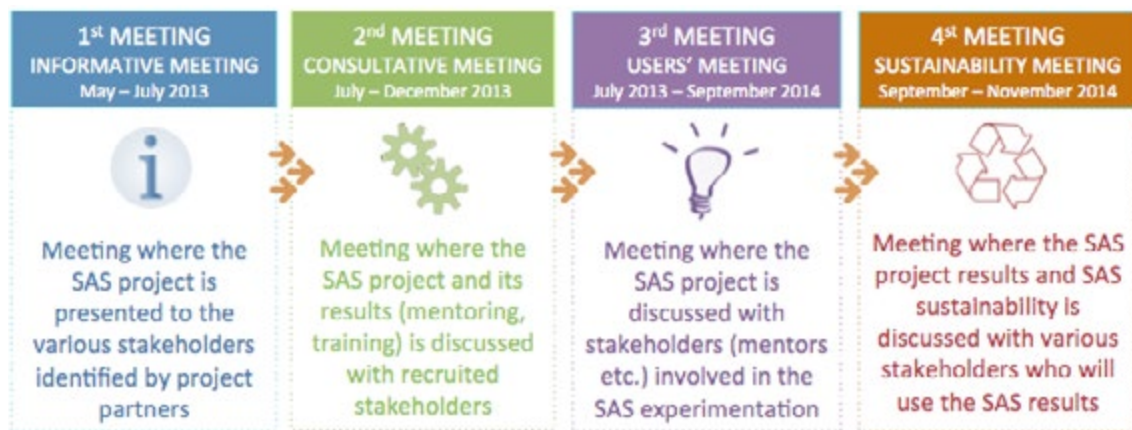 1st MEETING
INFORMATIVE MEETING
May – July 2013
i
Meeting where the
SAS project is
presented to the
various stakeholders
identified by project
partners
2nd MEETING
CONSULTATIVE MEETING
July – December 2013
Meeting where the
SAS project and its
results (mentoring,
training) is discussed
with recruited
stakeholders
3rd MEETING
USERS' MEETING
July 2013 – September 2014
Meeting where the
SAS project is
discussed with
stakeholders (mentors
etc.) involved in the
SAS experimentation
4st MEETING
SUSTAINABILITY MEETING
September – November 2014
Meeting where the SAS
project results and SAS
sustainability is
discussed with various
stakeholders who will
use the SAS results